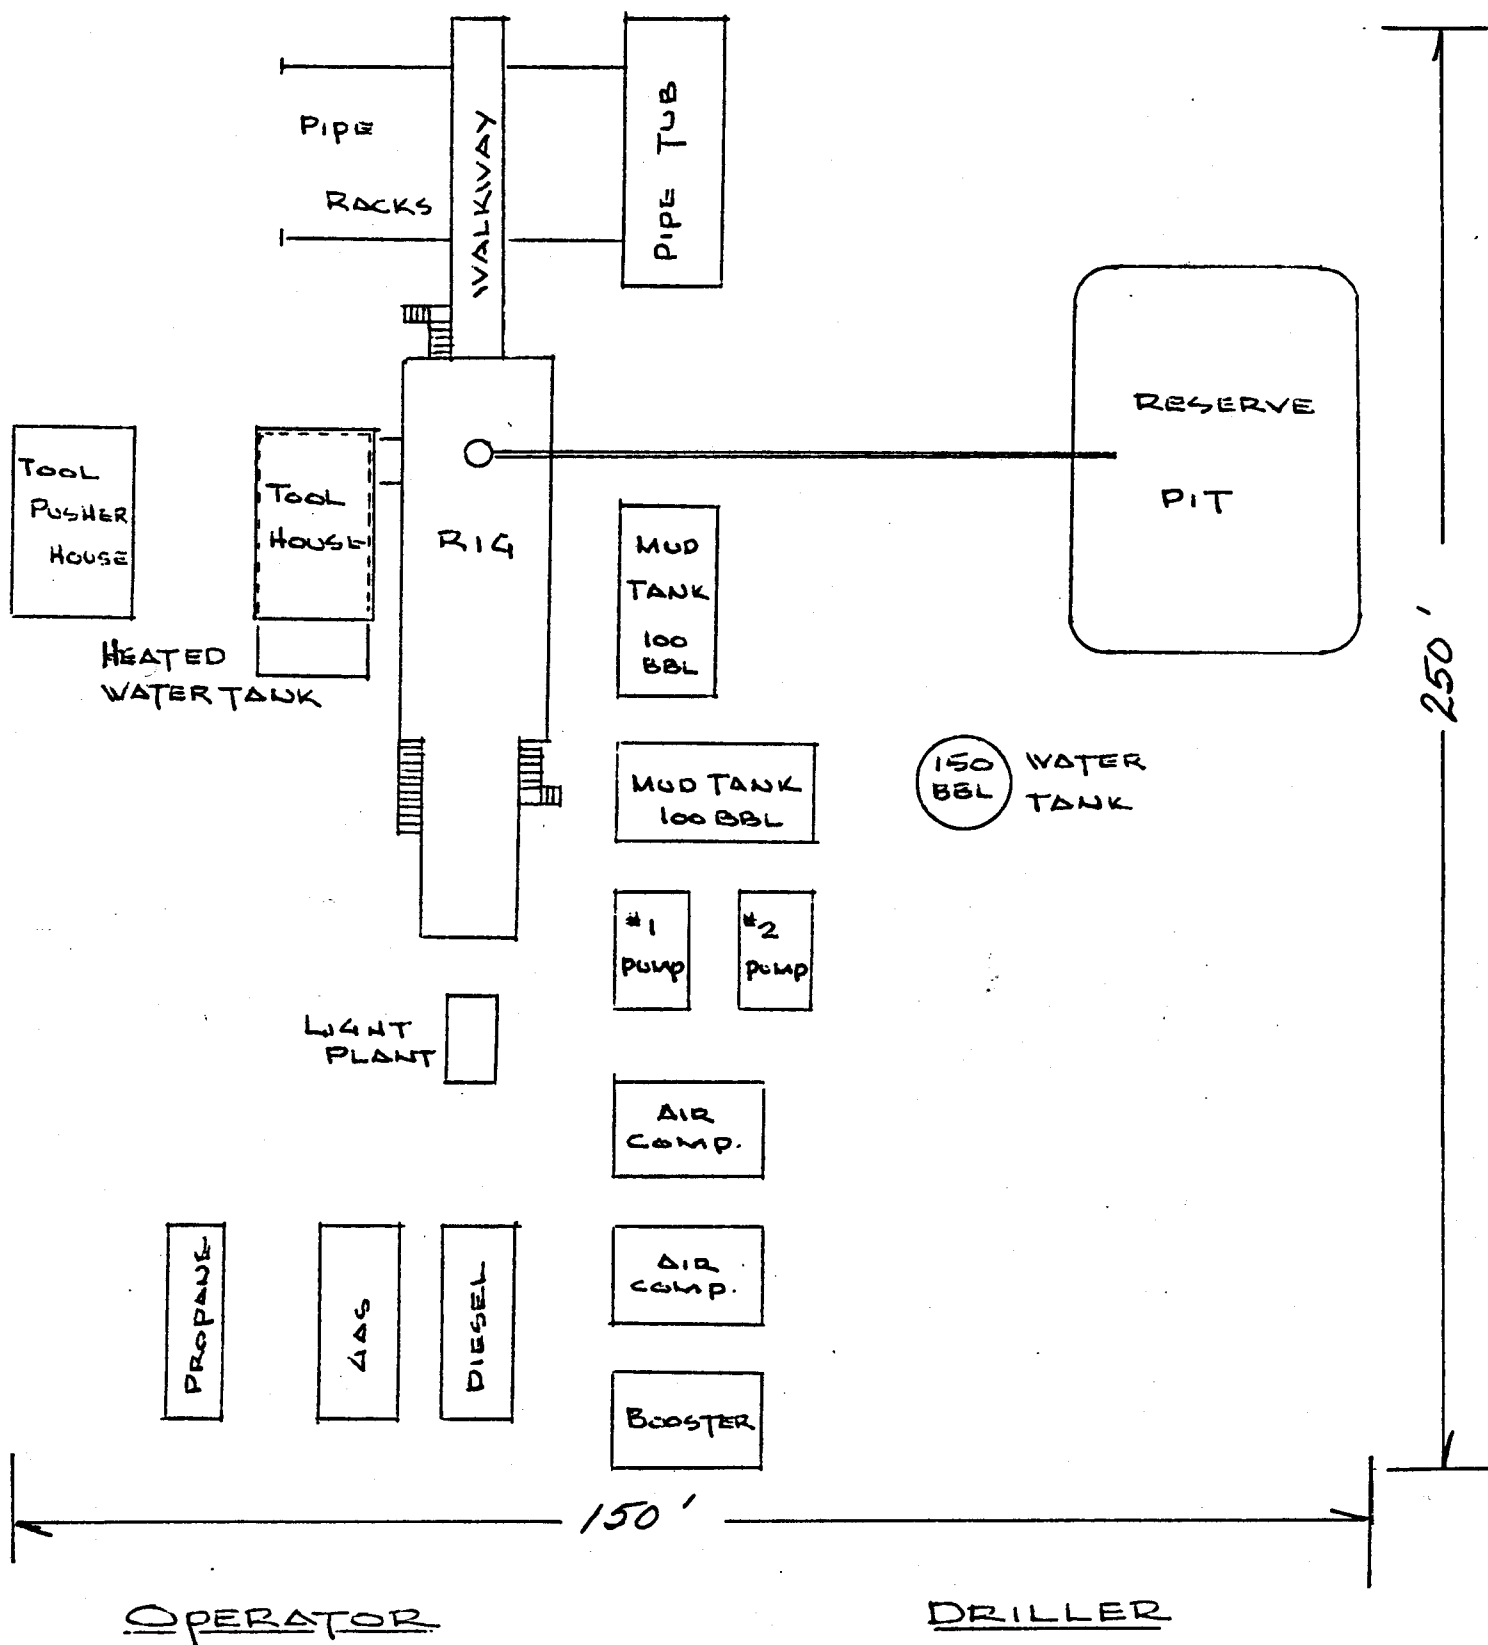 PIPE
RACKS
WALKWAY
PIPE TUB
RESERVE
PIT
TOOL
PUSHER
HOUSE
TOOL
HOUSE
RIG
MUD
TANK
100
BBL
HEATED
WATER TANK
250'
MUD TANK
100 BBL
150
BBL
WATER
TANK
#1
PUMP
#2
PUMP
LIGHT
PLANT
AIR
COMP.
PROPANE
GAS
DIESEL
AIR
COMP.
BOOSTER
150'
OPERATOR
DRILLER